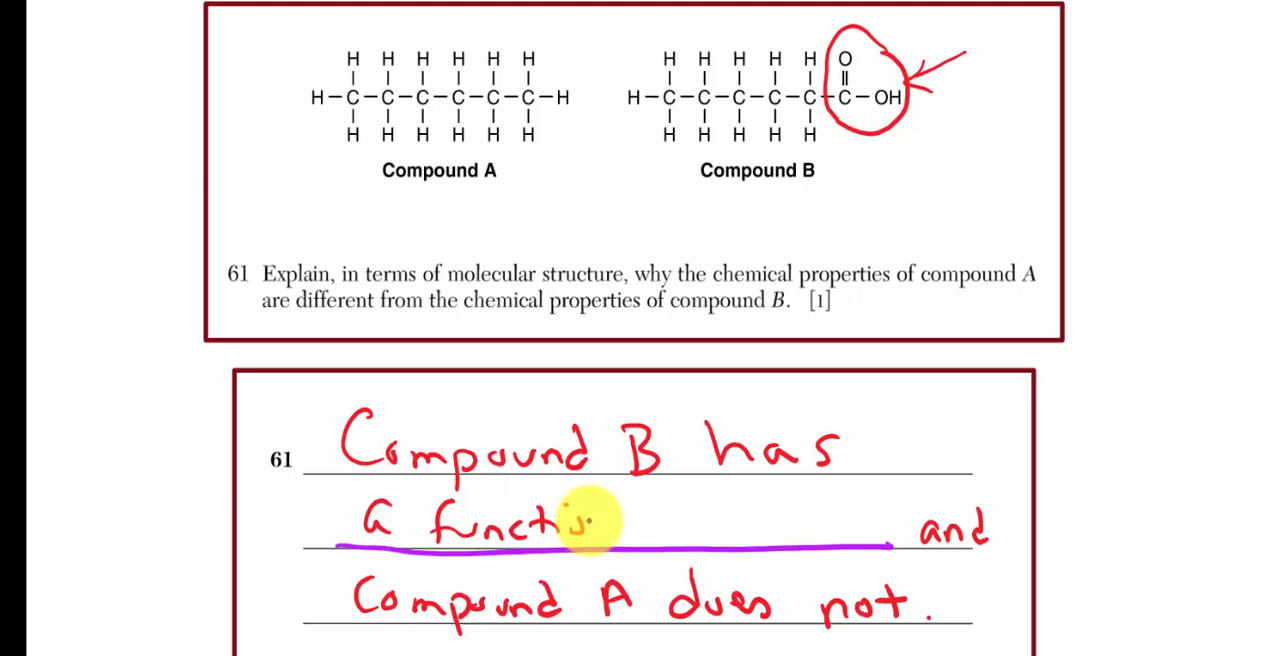 H H H H H H
H-C-C-C-C-C-C-H
H H H H H H
Compound A
H H H H H O
H-C-C-C-C-C-C-OH
H H H H H
Compound B
61 Explain, in terms of molecular structure, why the chemical properties of compound A
are different from the chemical properties of compound B. [1]
61 Compound B has
a functi and
Compound A does not.